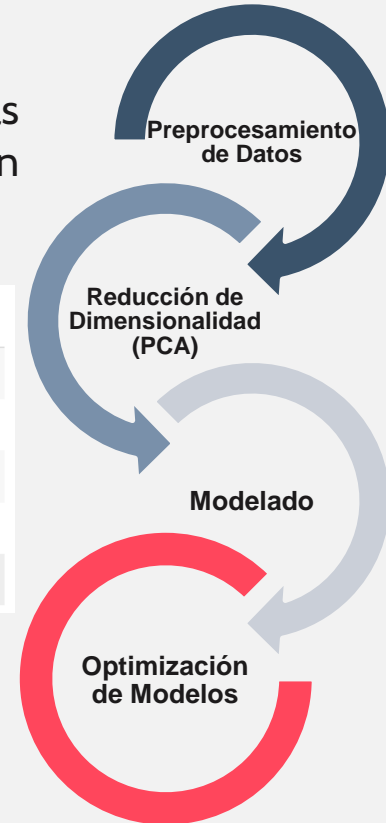 Preprocesamiento
de Datos
Reducción de
Dimensionalidad
(PCA)
Modelado
Optimización
de Modelos